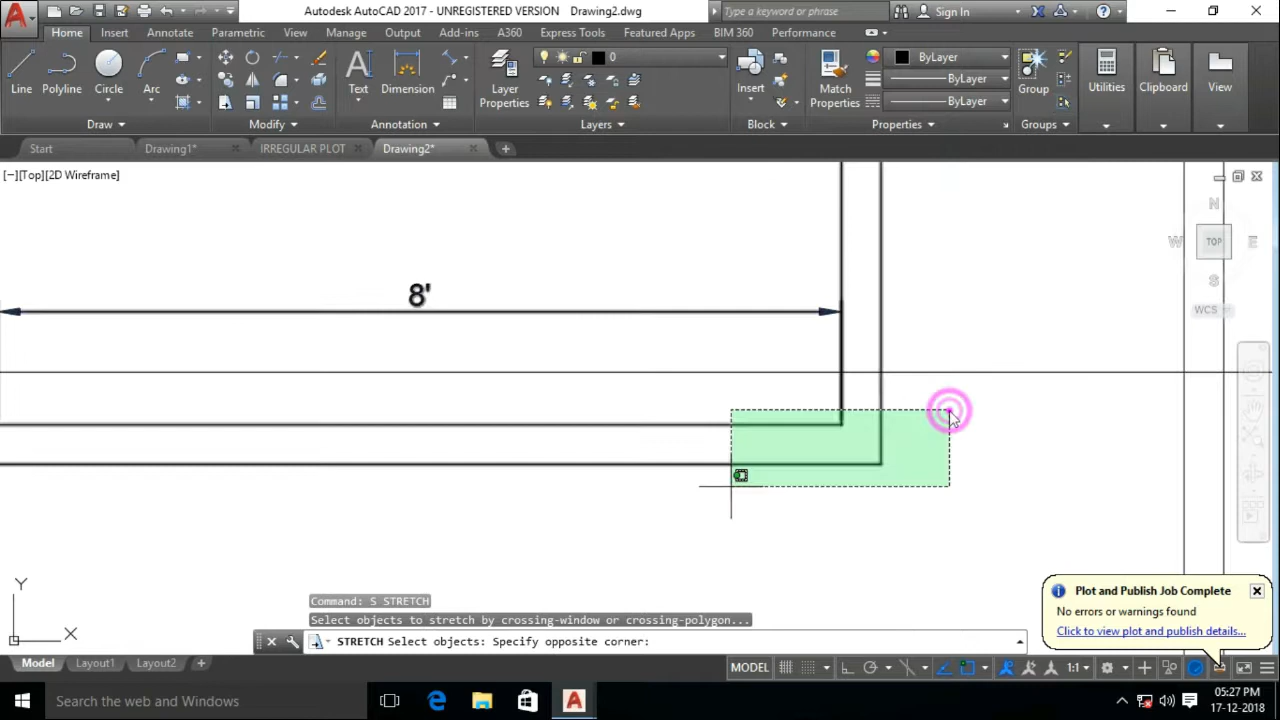 Autodesk AutoCAD 2017 - UNREGISTERED VERSION Drawing2.dwg
Type a keyword or phrase
Sign In
Home Insert Annotate Parametric View Manage Output Add-ins A360 Express Tools Featured Apps BIM 360 Performance
0
ByLayer
ByLayer
ByLayer
Line Polyline Circle Arc
Text Dimension
Layer Properties
Insert
Match Properties
Group
Utilities
Clipboard
View
Draw Modify Annotation Layers Block Properties Groups
Start Drawing1* IRREGULAR PLOT Drawing2*
[−][Top][2D Wireframe]
N
W TOP E
S
WCS
8'
Y
X
Command: S STRETCH
Select objects to stretch by crossing-window or crossing-polygon...
STRETCH Select objects: Specify opposite corner:
Plot and Publish Job Complete
No errors or warnings found
Click to view plot and publish details...
Model Layout1 Layout2
MODEL
1:1
Search the web and Windows
05:27 PM
17-12-2018